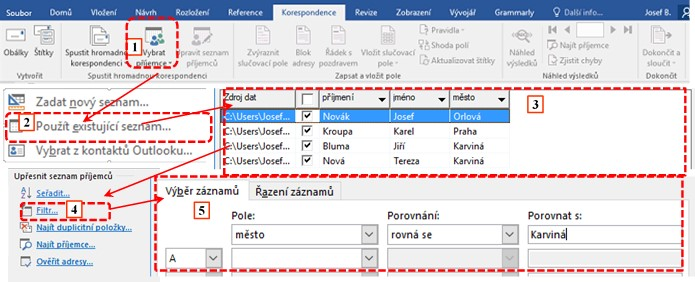 Soubor Vložení Návrh Rozložení Reference Korespondence Revize Zobrazení Vývojář Grammarly Další info... Josef B.
Obálky Štítky
Vytvořit
Spustit hromadnou korespondenci
Vybrat příjemce
Upravit seznam příjemců
Spustit hromadnou korespondenci
Zvýraznit slučovací pole
Blok adresy
Řádek s pozdravem
Vložit slučovací pole
Pravidla
Shoda polí
Aktualizovat štítky
Zapsat a vložit pole
Náhled výsledků
Najít příjemce
Zjistit chyby
Náhled výsledků
Dokončit a sloučit
Dokončit
1
Zadat nový seznam...
2
Použít existující seznam...
Vybrat z kontaktů Outlooku...
Zdroj dat příjmení jméno město
3
C:\Users\Josef... Novák Josef Orlová
C:\Users\Josef... Kroupa Karel Praha
C:\Users\Josef... Bluma Jiří Karviná
C:\Users\Josef... Nová Tereza Karviná
Upřesnit seznam příjemců
Seřadit...
Filtr...
4
Najít duplicitní položky...
Najít příjemce...
Ověřit adresy...
Výběr záznamů Řazení záznamů
5
Pole: Porovnání: Porovnat s:
město rovná se Karviná
A